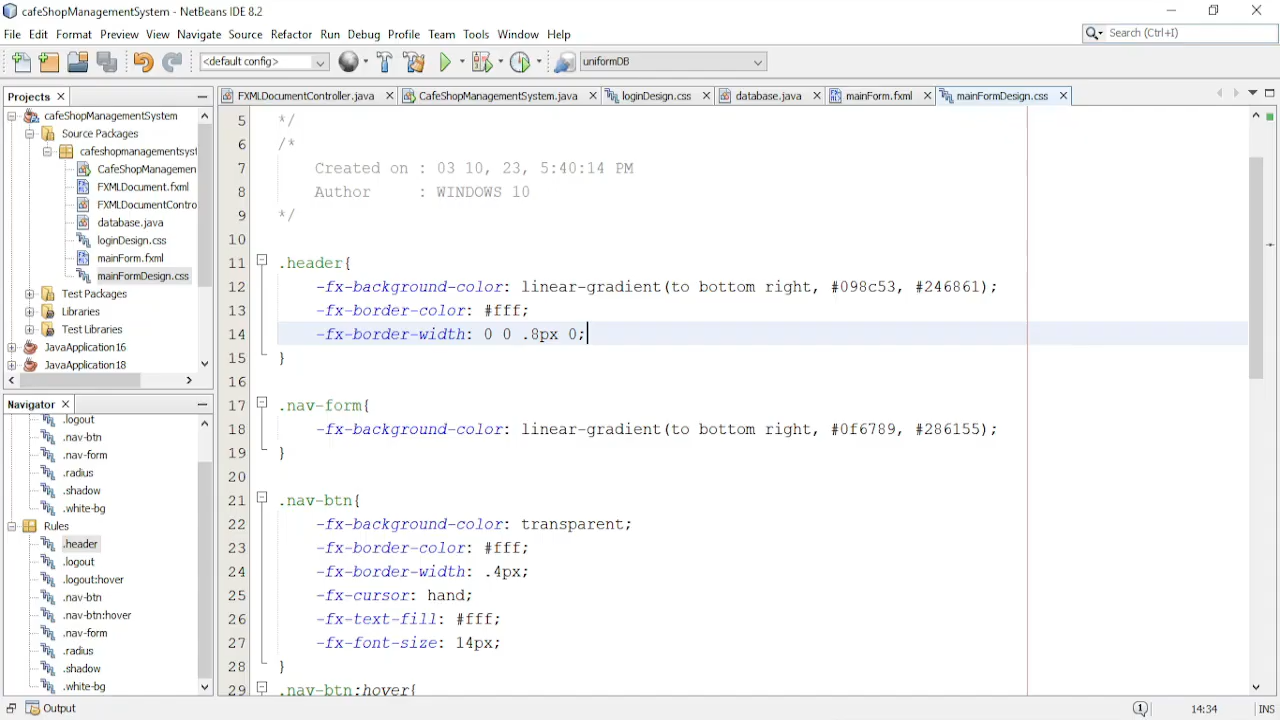 cafeShopManagementSystem - NetBeans IDE 8.2
File Edit Format Preview View Navigate Source Refactor Run Debug Profile Team Tools Window Help
Search (Ctrl+I)
<default config>
uniformDB
Projects
FXMLDocumentController.java
CafeShopManagementSystem.java
loginDesign.css
database.java
mainForm.fxml
mainFormDesign.css
cafeShopManagementSystem
Source Packages
cafeshopmanagementsyst
CafeShopManagemen
FXMLDocument.fxml
FXMLDocumentContro
database.java
loginDesign.css
mainForm.fxml
mainFormDesign.css
Test Packages
Libraries
Test Libraries
JavaApplication16
JavaApplication18
Navigator
.logout
.nav-btn
.nav-form
.radius
.shadow
.white-bg
Rules
.header
.logout
.logout:hover
.nav-btn
.nav-btn:hover
.nav-form
.radius
.shadow
.white-bg
5 */
6 /*
7 Created on : 03 10, 23, 5:40:14 PM
8 Author : WINDOWS 10
9 */
10
11 .header{
12 -fx-background-color: linear-gradient(to bottom right, #098c53, #246861);
13 -fx-border-color: #fff;
14 -fx-border-width: 0 0 .8px 0;
15 }
16
17 .nav-form{
18 -fx-background-color: linear-gradient(to bottom right, #0f6789, #286155);
19 }
20
21 .nav-btn{
22 -fx-background-color: transparent;
23 -fx-border-color: #fff;
24 -fx-border-width: .4px;
25 -fx-cursor: hand;
26 -fx-text-fill: #fff;
27 -fx-font-size: 14px;
28 }
29 .nav-btn:hover{
Output
1
14:34
INS